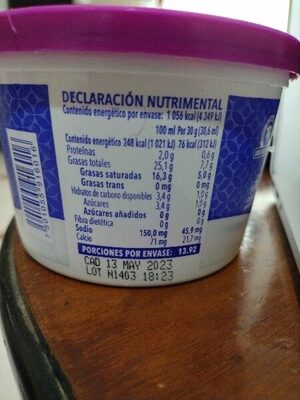 DECLARACIÓN NUTRIMENTAL
Contenido energético por envase: 1 056 kcal (4 349 kJ)
100 ml Por 30 g (30,6 ml)
Contenido energético 248 kcal (1 021 kJ) 76 kcal (312 kJ)
Proteínas 2,0 g 0,6 g
Grasas totales 25,1 g 7,7 g
Grasas saturadas 16,3 g 5,0 g
Grasas trans 0 mg 0 mg
Hidratos de carbono disponibles 3,4 g 1,0 g
Azúcares 3,4 g 1,0 g
Azúcares añadidos 0 g 0 g
Fibra dietética 0 g 0 g
Sodio 150,0 mg 45,9 mg
Calcio 71 mg 21,7 mg
PORCIONES POR ENVASE: 13.92
CAD 13 MAY 2023
LOT N1403 18:23